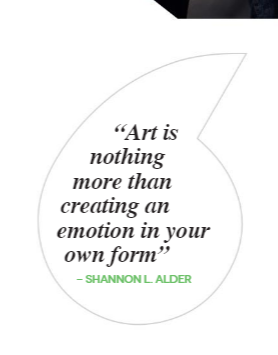 “Art is
nothing
more than
creating an
emotion in your
own form”
– SHANNON L. ALDER